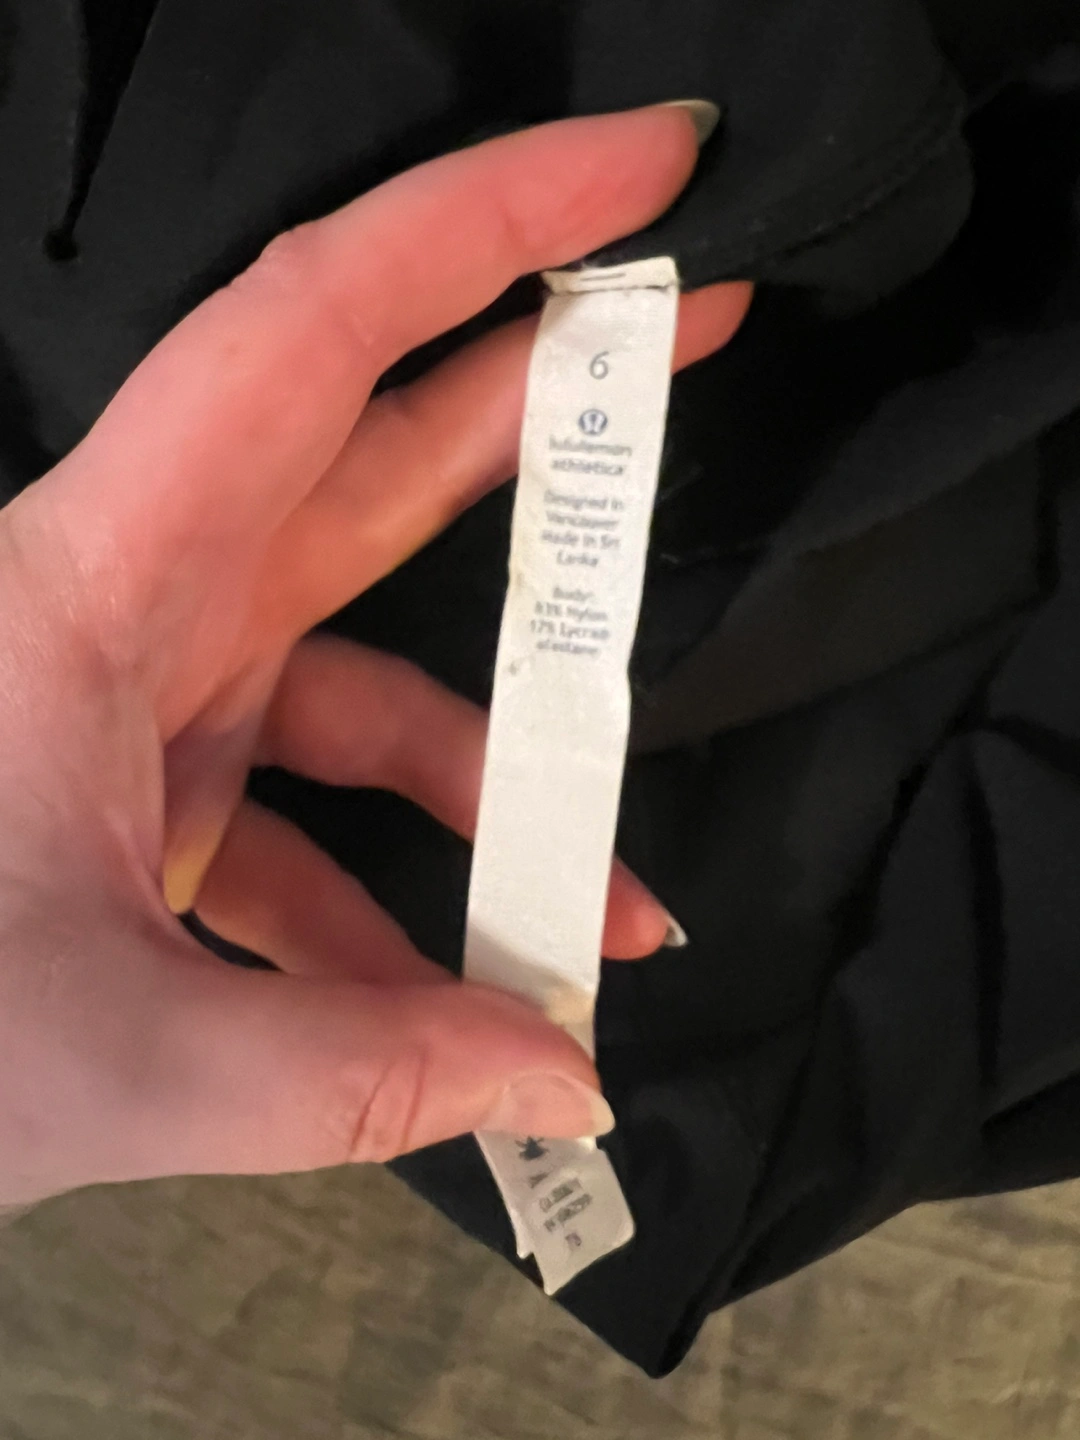 6
lululemon
athletica
Designed in
Vancouver
Made in Sri
Lanka
Body:
83% Nylon
17% Lycra®
elastane